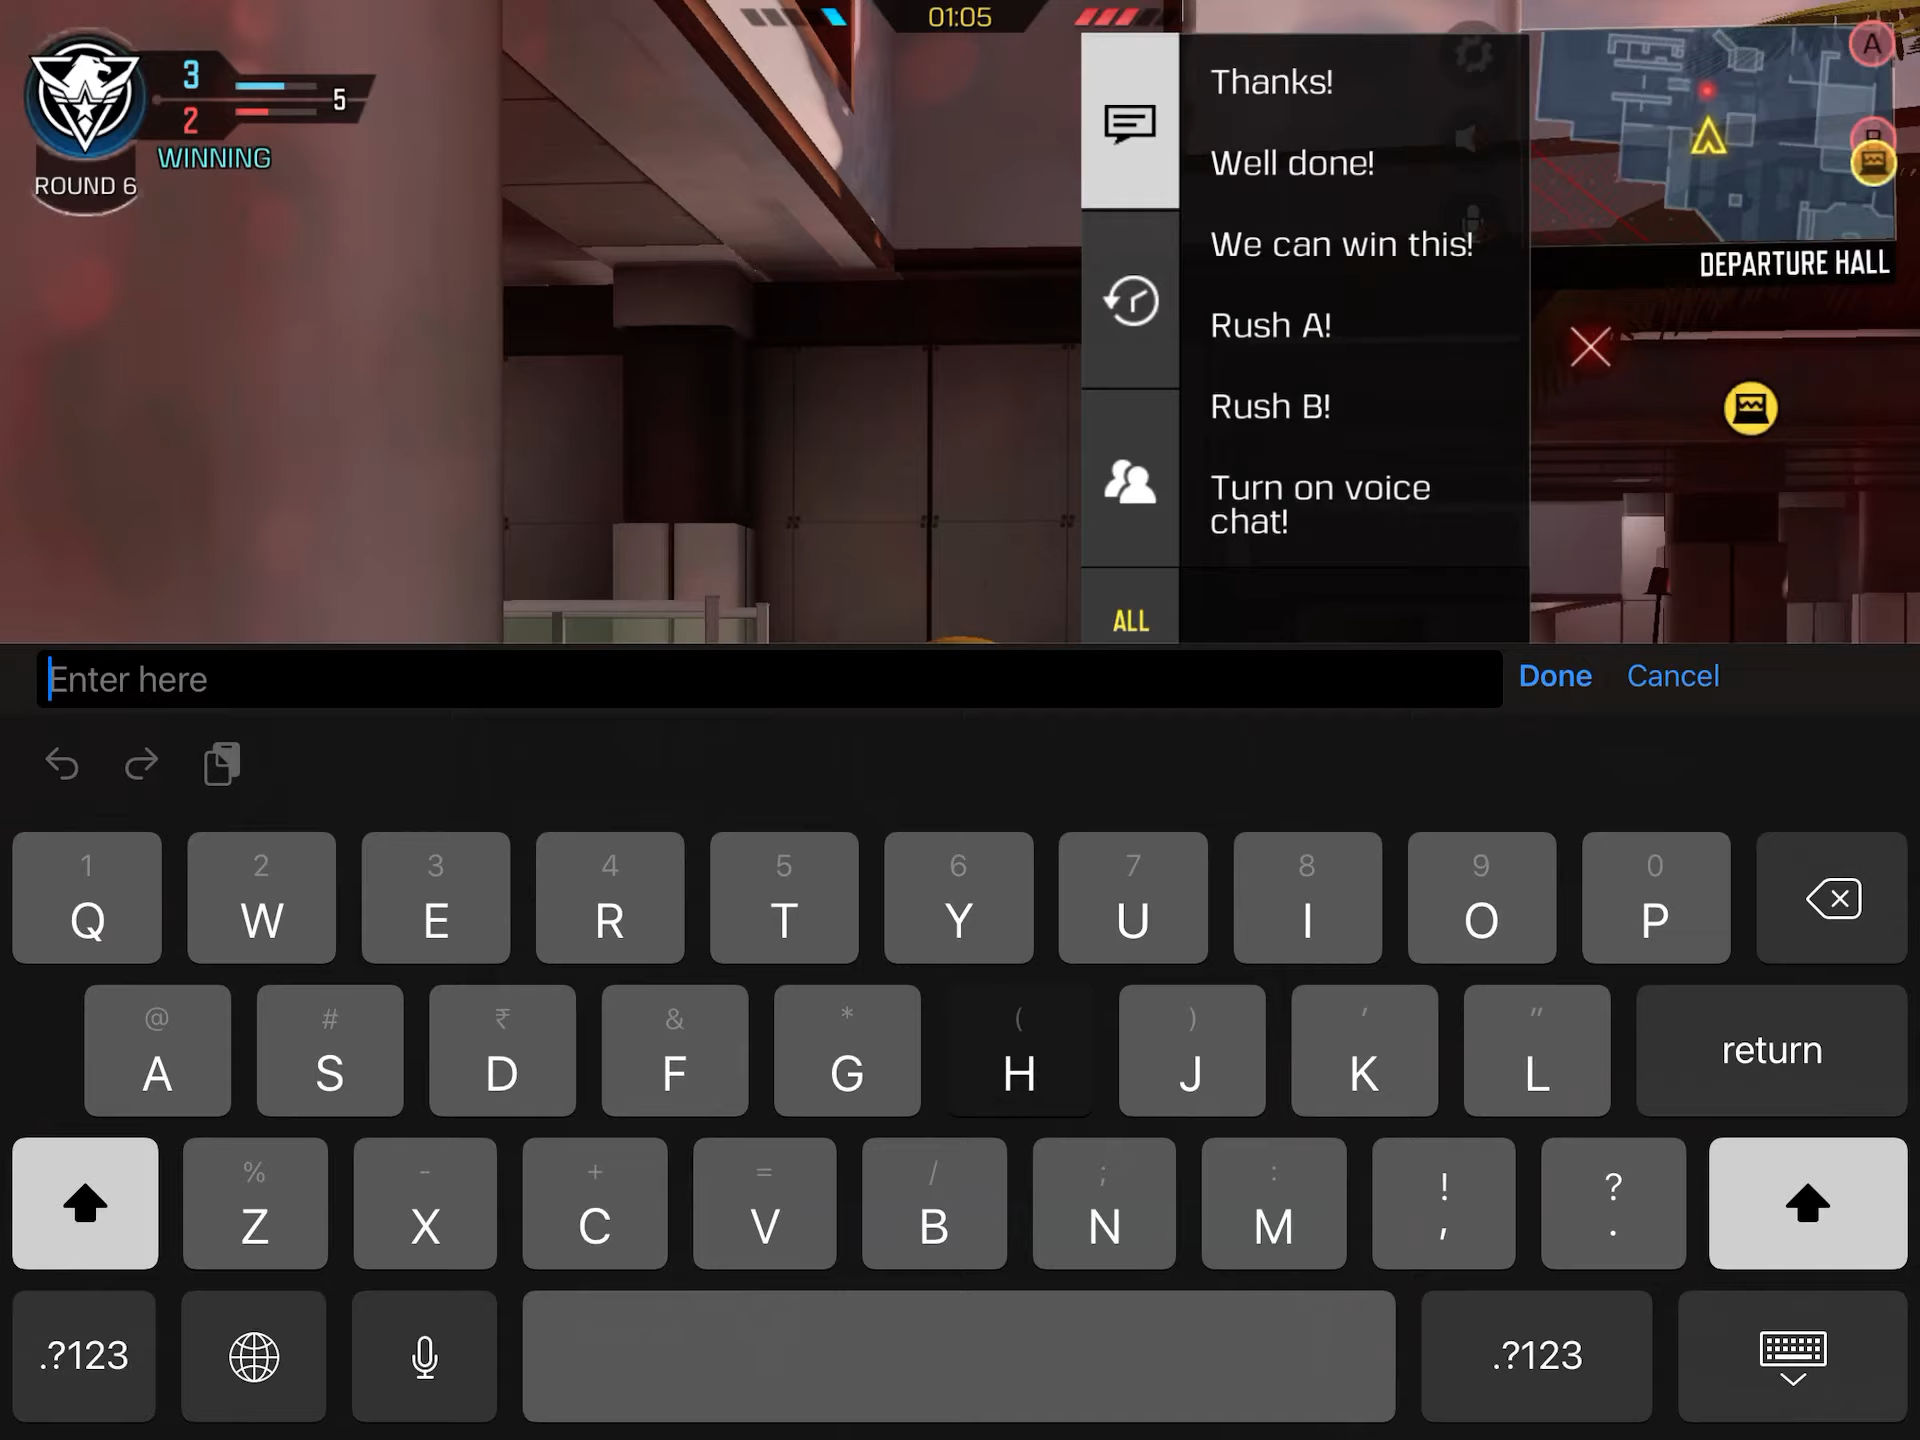 01:05
3
2
5
WINNING
ROUND 6
A
B
DEPARTURE HALL
Thanks!
Well done!
We can win this!
Rush A!
Rush B!
Turn on voice
chat!
ALL
Enter here
Done
Cancel
1 2 3 4 5 6 7 8 9 0
Q W E R T Y U I O P
@ # ₹ & * ( ) ' "
A S D F G H J K L return
% - + = / ; : ! ?
Z X C V B N M , .
.?123 .?123